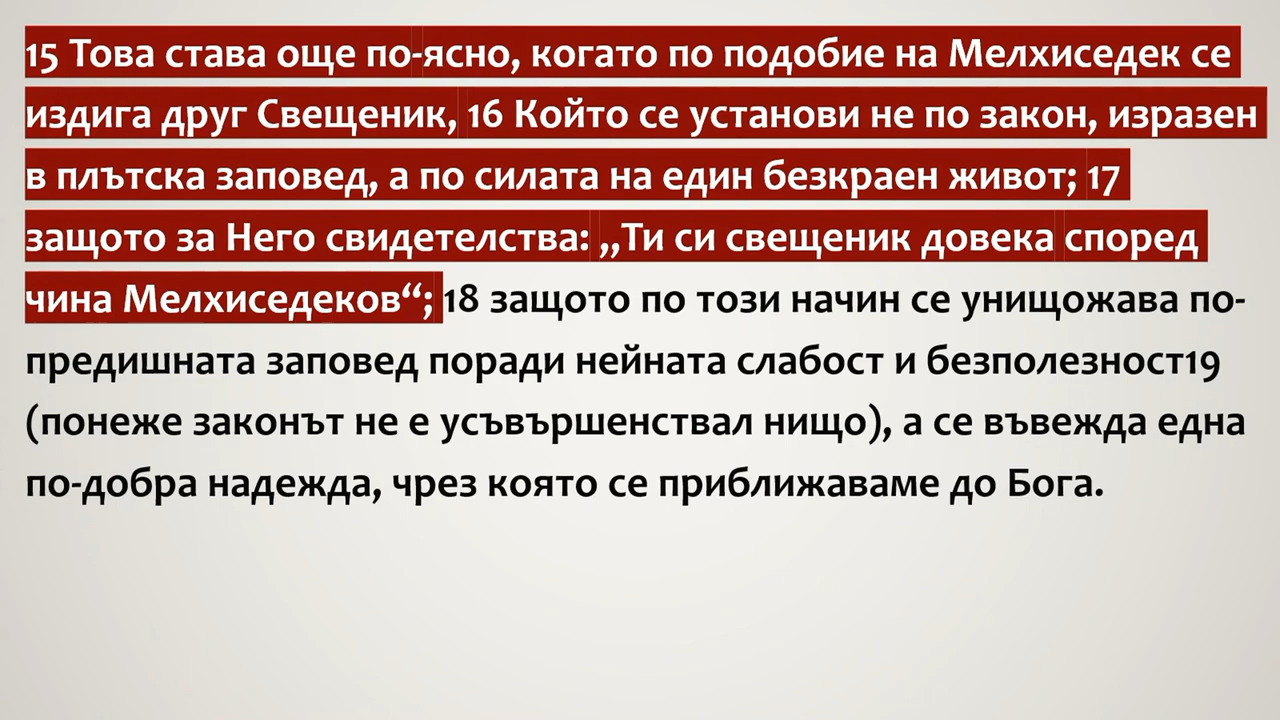 15 Това става още по-ясно, когато по подобие на Мелхиседек се
издига друг Свещеник, 16 Който се установи не по закон, изразен
в плътска заповед, а по силата на един безкраен живот; 17
защото за Него свидетелства: „Ти си свещеник довека според
чина Мелхиседеков“; 18 защото по този начин се унищожава по-
предишната заповед поради нейната слабост и безполезност19
(понеже законът не е усъвършенствал нищо), а се въвежда една
по-добра надежда, чрез която се приближаваме до Бога.